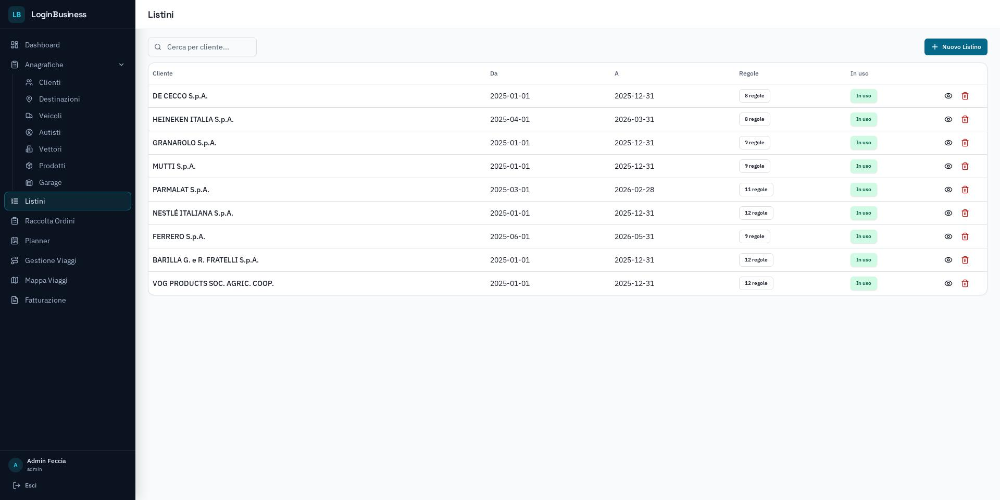 LB LoginBusiness
Dashboard
Anagrafiche
Clienti
Destinazioni
Veicoli
Autisti
Vettori
Prodotti
Garage
Listini
Raccolta Ordini
Planner
Gestione Viaggi
Mappa Viaggi
Fatturazione
A
Admin Feccia
admin
Esci
Listini
Cerca per cliente...
Nuovo Listino
Cliente Da A Regole In uso
DE CECCO S.p.A. 2025-01-01 2025-12-31 8 regole In uso
HEINEKEN ITALIA S.p.A. 2025-04-01 2026-03-31 8 regole In uso
GRANAROLO S.p.A. 2025-01-01 2025-12-31 9 regole In uso
MUTTI S.p.A. 2025-01-01 2025-12-31 9 regole In uso
PARMALAT S.p.A. 2025-03-01 2026-02-28 11 regole In uso
NESTLÉ ITALIANA S.p.A. 2025-01-01 2025-12-31 12 regole In uso
FERRERO S.p.A. 2025-06-01 2026-05-31 9 regole In uso
BARILLA G. e R. FRATELLI S.p.A. 2025-01-01 2025-12-31 12 regole In uso
VOG PRODUCTS SOC. AGRIC. COOP. 2025-01-01 2025-12-31 12 regole In uso